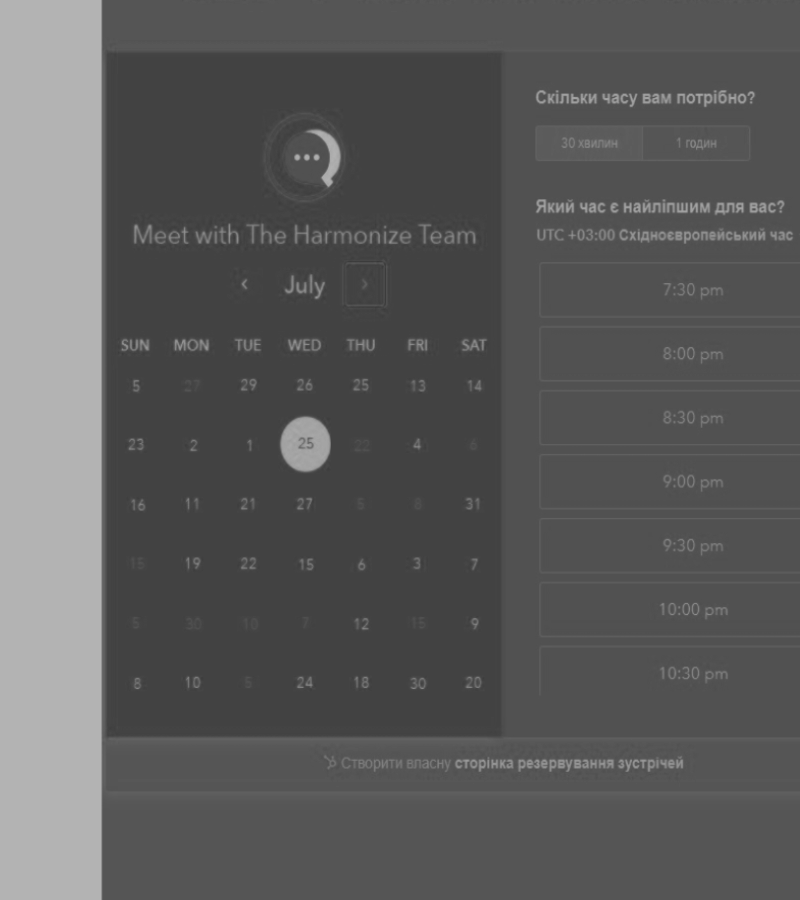 Meet with The Harmonize Team
July
SUN MON TUE WED THU FRI SAT
5 27 29 26 25 13 14
23 2 1 25 22 4 6
16 11 21 27 5 8 31
15 19 22 15 6 3 7
5 30 10 7 12 15 9
8 10 5 24 18 30 20
Скільки часу вам потрібно?
30 хвилин 1 годин
Який час є найліпшим для вас?
UTC +03:00 Східноєвропейський час
7:30 pm
8:00 pm
8:30 pm
9:00 pm
9:30 pm
10:00 pm
10:30 pm
Створити власну сторінка резервування зустрічей